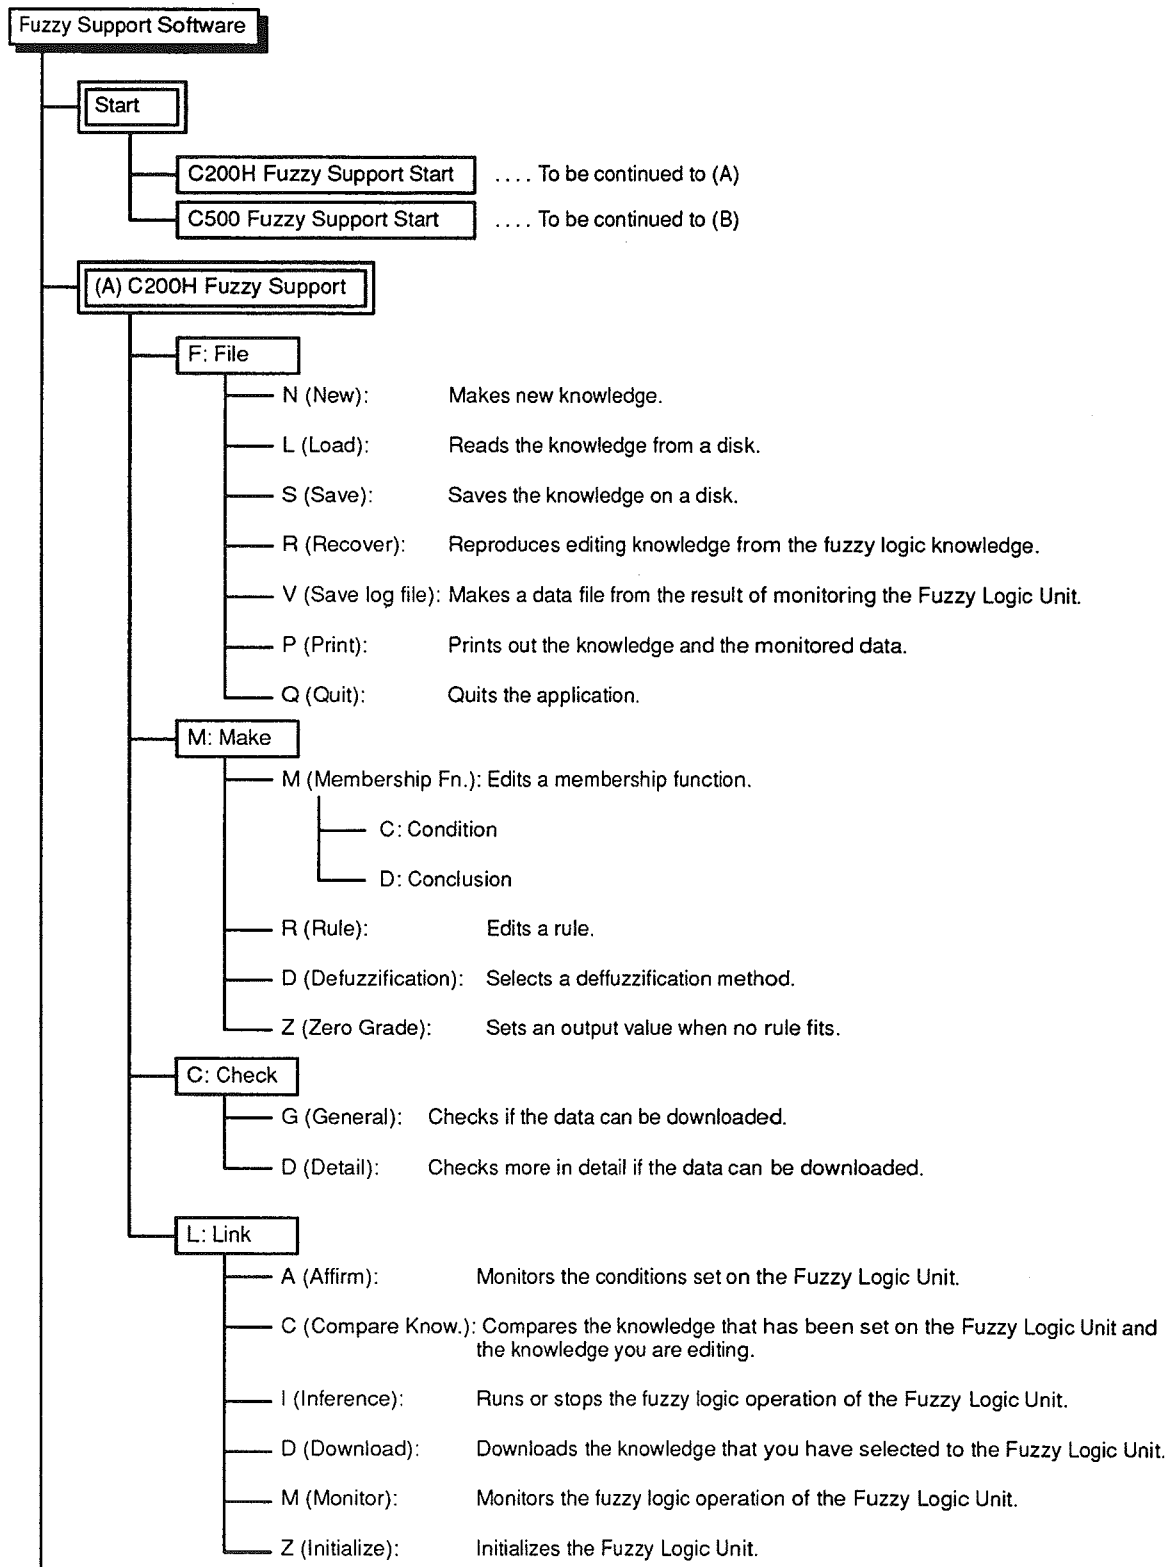 Fuzzy Support Software
Start
C200H Fuzzy Support Start .... To be continued to (A)
C500 Fuzzy Support Start .... To be continued to (B)
(A) C200H Fuzzy Support
F: File
N (New): Makes new knowledge.
L (Load): Reads the knowledge from a disk.
S (Save): Saves the knowledge on a disk.
R (Recover): Reproduces editing knowledge from the fuzzy logic knowledge.
V (Save log file): Makes a data file from the result of monitoring the Fuzzy Logic Unit.
P (Print): Prints out the knowledge and the monitored data.
Q (Quit): Quits the application.
M: Make
M (Membership Fn.): Edits a membership function.
C: Condition
D: Conclusion
R (Rule): Edits a rule.
D (Defuzzification): Selects a deffuzzification method.
Z (Zero Grade): Sets an output value when no rule fits.
C: Check
G (General): Checks if the data can be downloaded.
D (Detail): Checks more in detail if the data can be downloaded.
L: Link
A (Affirm): Monitors the conditions set on the Fuzzy Logic Unit.
C (Compare Know.): Compares the knowledge that has been set on the Fuzzy Logic Unit and
the knowledge you are editing.
I (Inference): Runs or stops the fuzzy logic operation of the Fuzzy Logic Unit.
D (Download): Downloads the knowledge that you have selected to the Fuzzy Logic Unit.
M (Monitor): Monitors the fuzzy logic operation of the Fuzzy Logic Unit.
Z (Initialize): Initializes the Fuzzy Logic Unit.